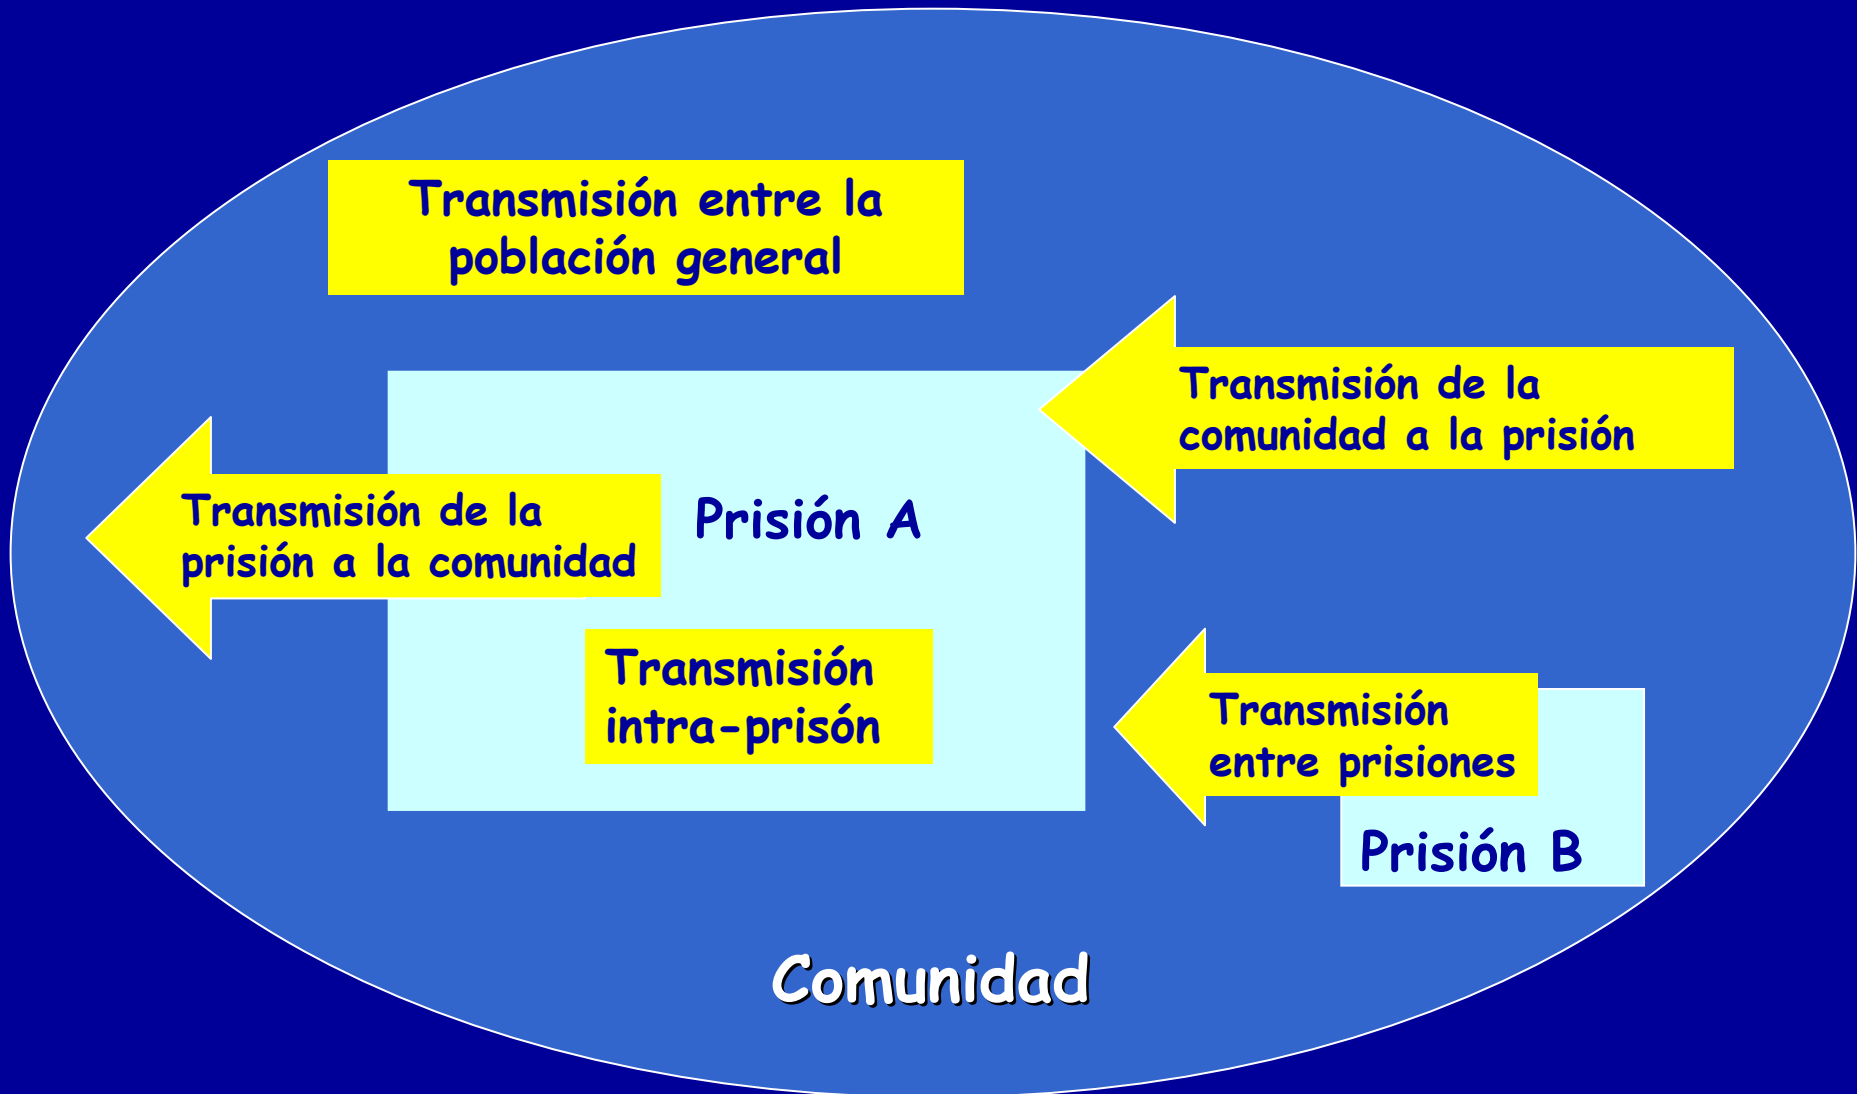 Transmisión entre la
población general
Transmisión de la
comunidad a la prisión
Transmisión de la
prisión a la comunidad
Prisión A
Transmisión
intra-prisón
Transmisión
entre prisiones
Prisión B
Comunidad